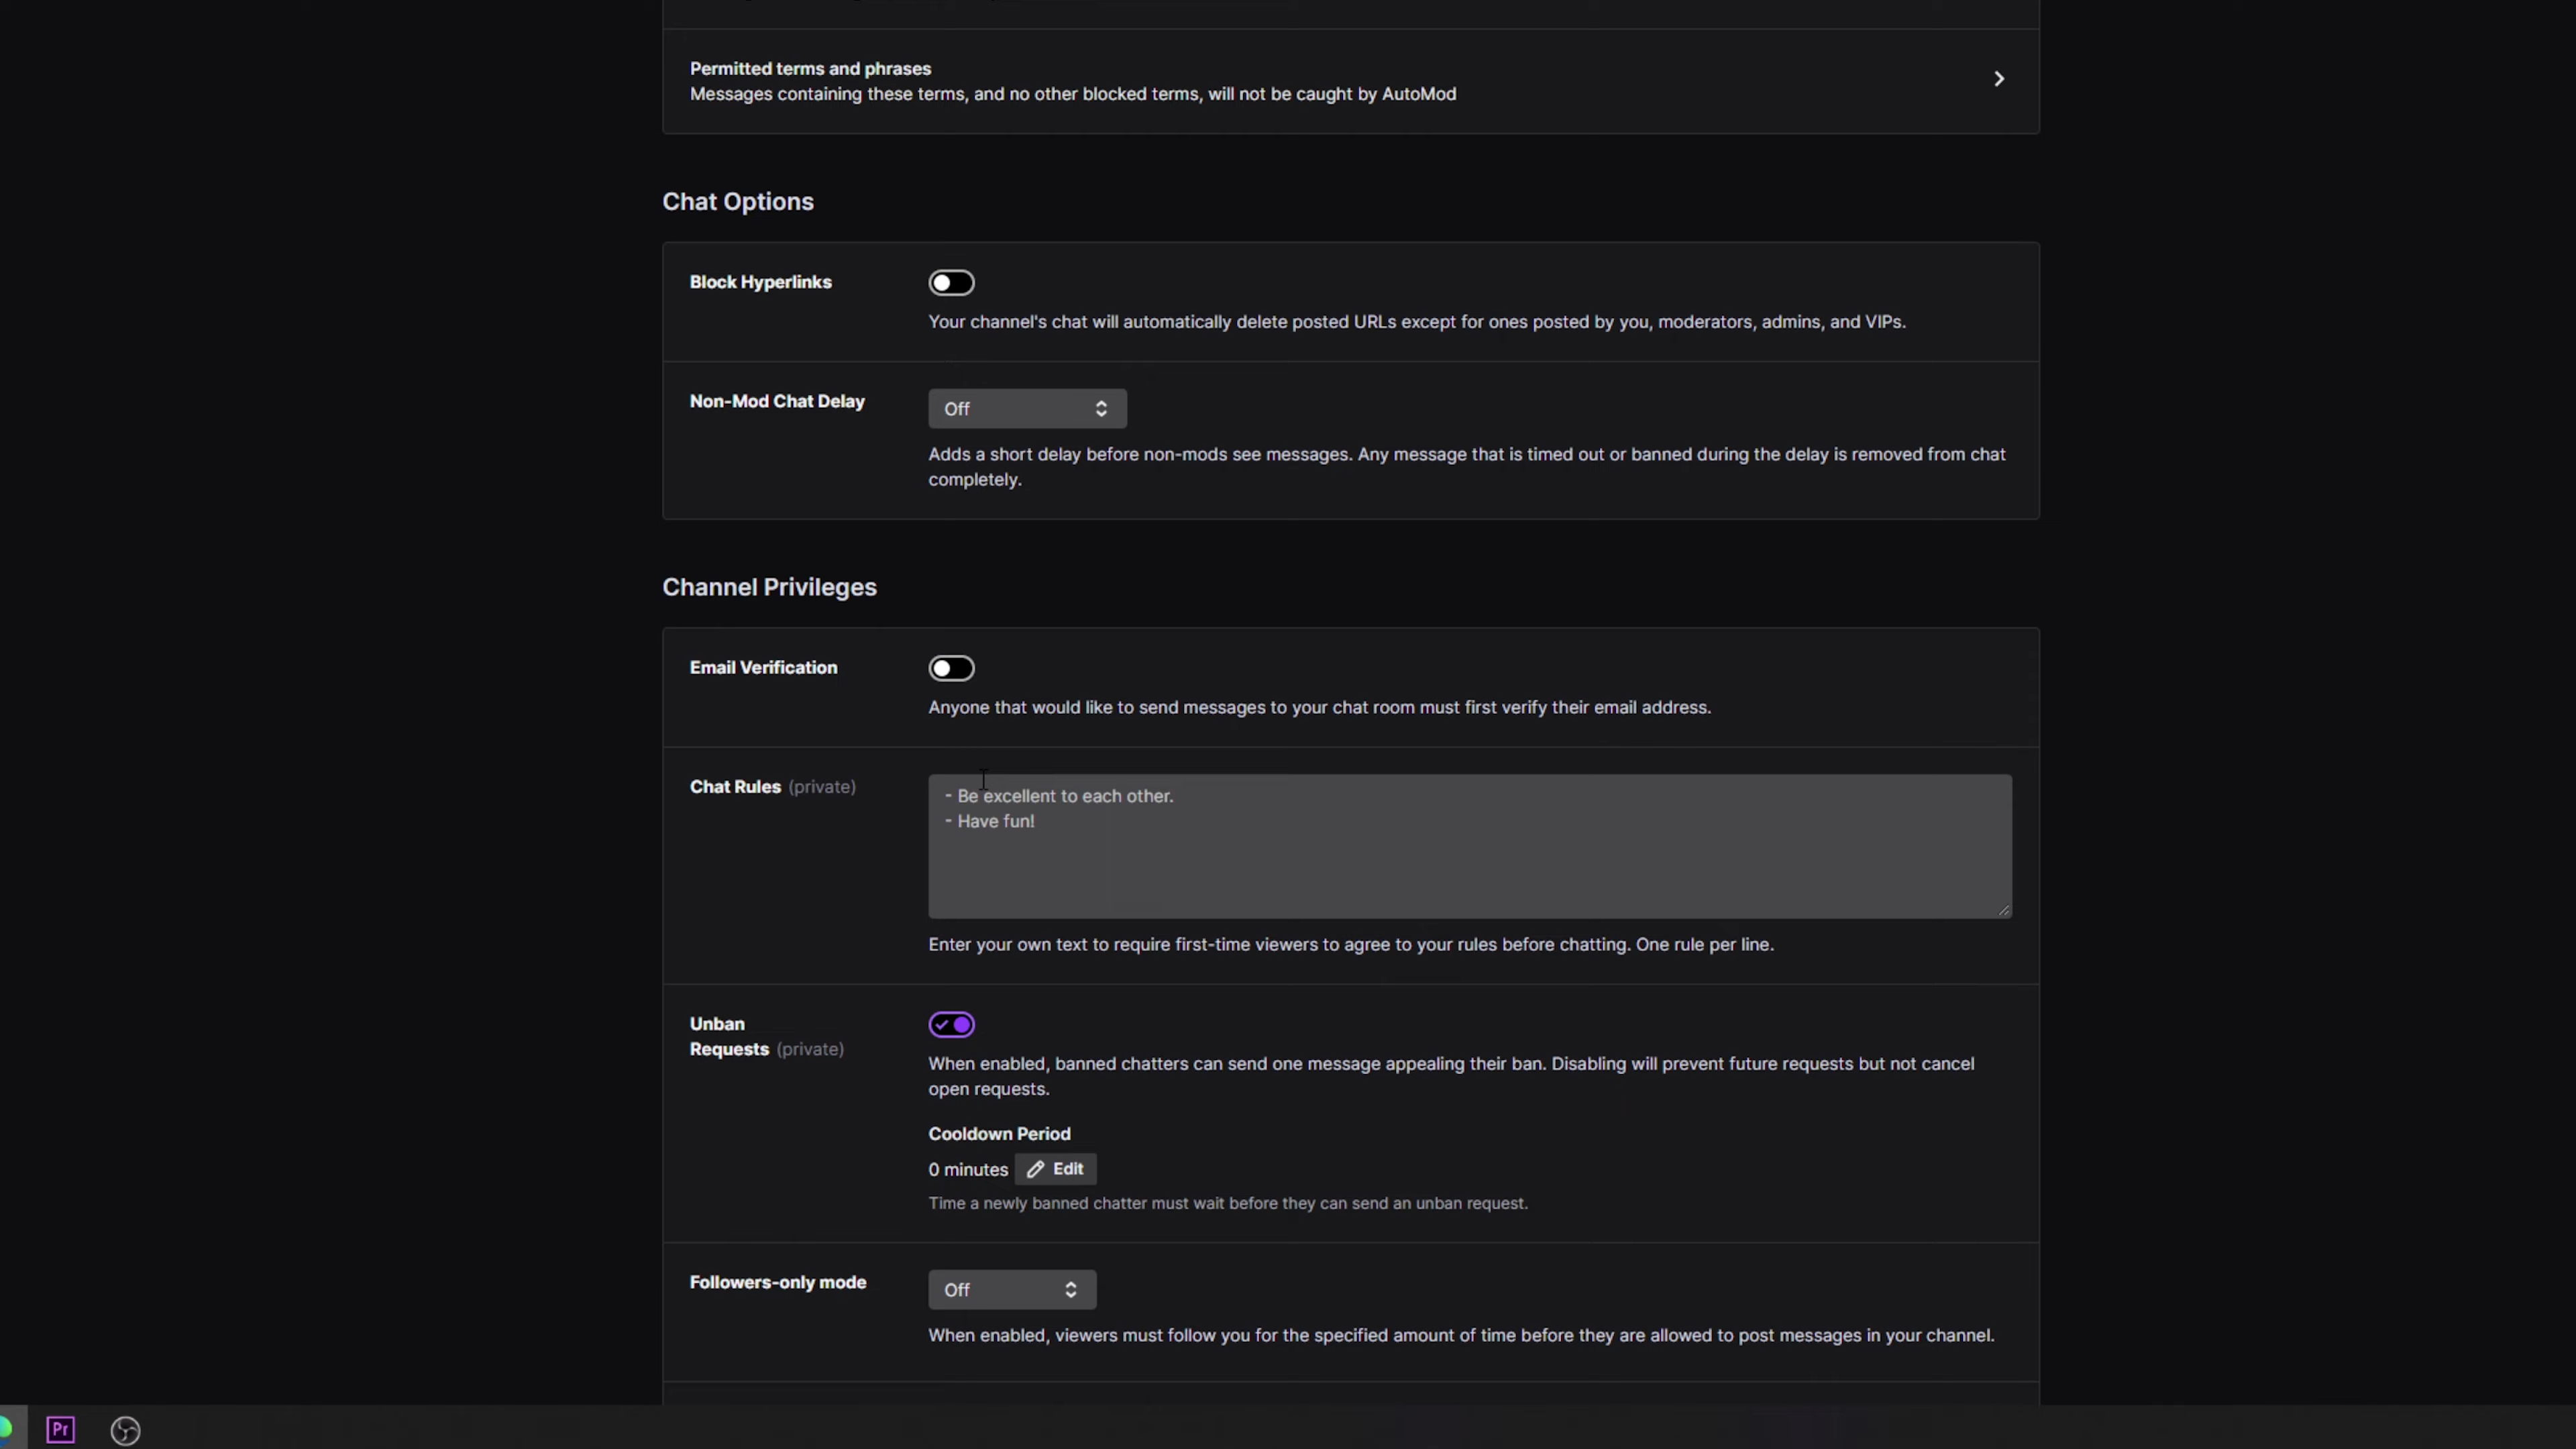 Permitted terms and phrases
Messages containing these terms, and no other blocked terms, will not be caught by AutoMod
Chat Options
Block Hyperlinks
Your channel's chat will automatically delete posted URLs except for ones posted by you, moderators, admins, and VIPs.
Non-Mod Chat Delay
Off
Adds a short delay before non-mods see messages. Any message that is timed out or banned during the delay is removed from chat
completely.
Channel Privileges
Email Verification
Anyone that would like to send messages to your chat room must first verify their email address.
Chat Rules (private)
- Be excellent to each other.
- Have fun!
Enter your own text to require first-time viewers to agree to your rules before chatting. One rule per line.
Unban
Requests (private)
When enabled, banned chatters can send one message appealing their ban. Disabling will prevent future requests but not cancel
open requests.
Cooldown Period
0 minutes Edit
Time a newly banned chatter must wait before they can send an unban request.
Followers-only mode
Off
When enabled, viewers must follow you for the specified amount of time before they are allowed to post messages in your channel.
Pr